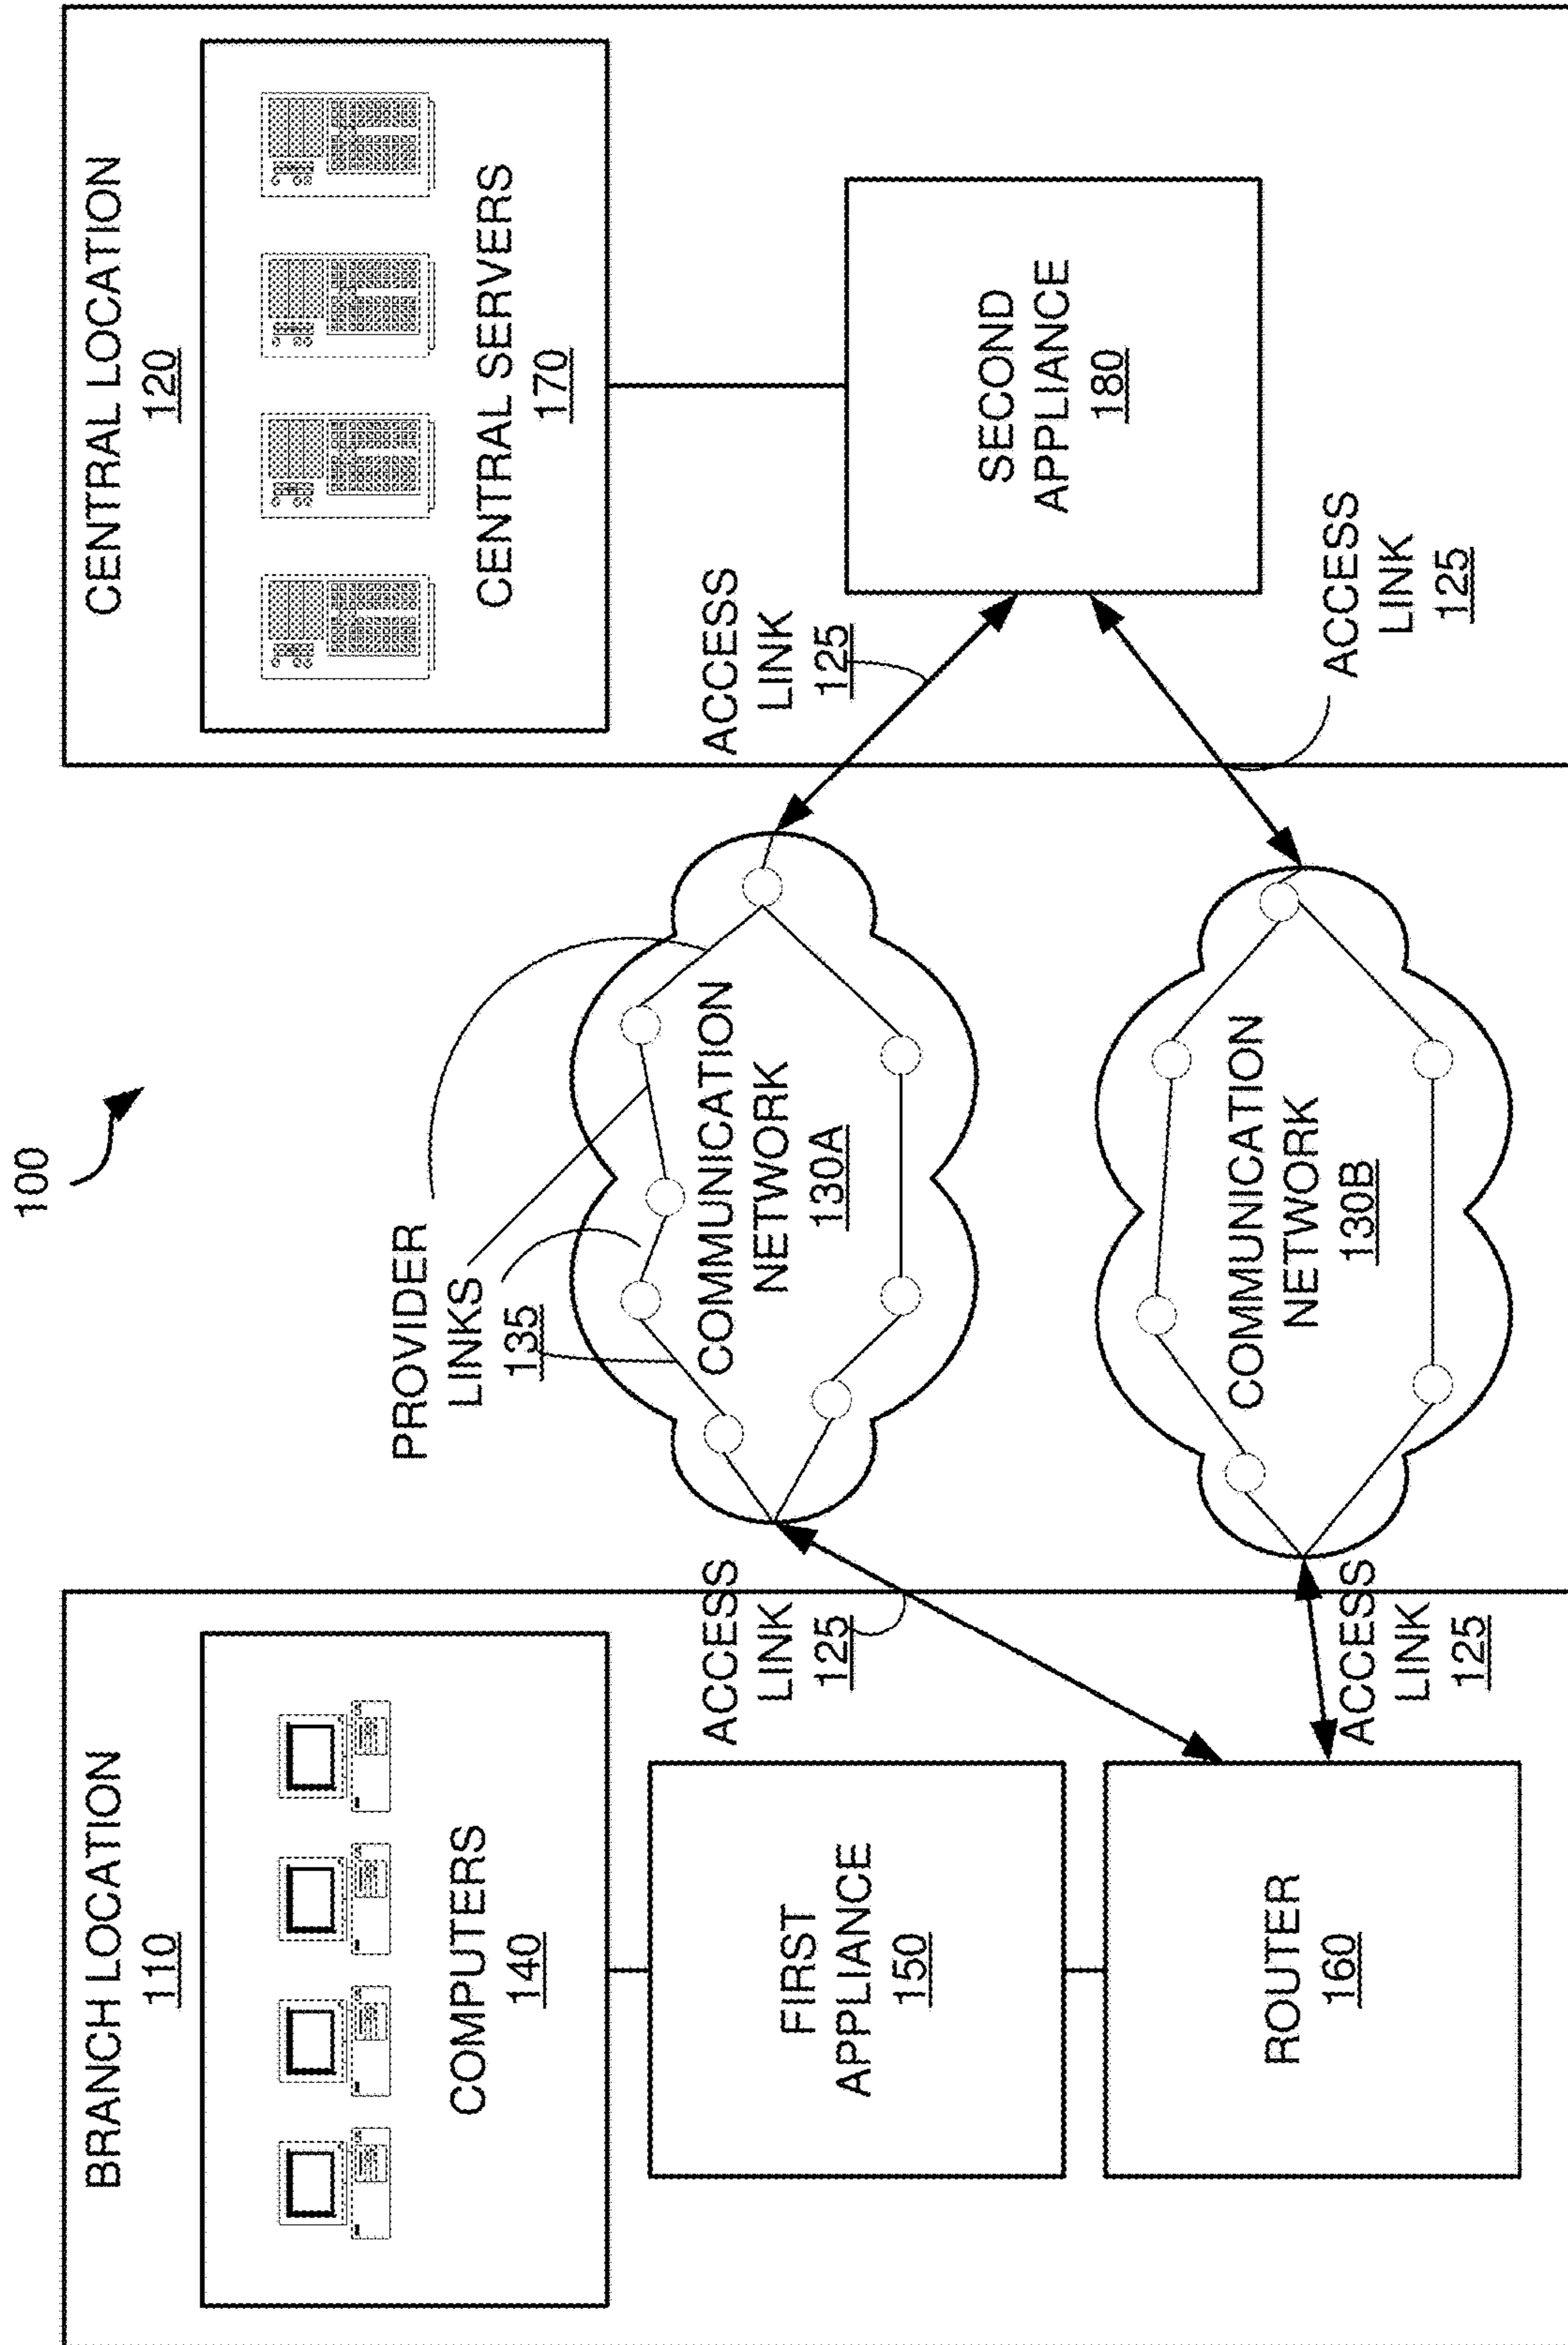 100
BRANCH LOCATION
110
COMPUTERS
140
FIRST
APPLIANCE
150
ROUTER
160
ACCESS
LINK
125
ACCESS
LINK
125
PROVIDER
LINKS
135
COMMUNICATION
NETWORK
130A
COMMUNICATION
NETWORK
130B
CENTRAL LOCATION
120
CENTRAL SERVERS
170
ACCESS
LINK
125
SECOND
APPLIANCE
180
ACCESS
LINK
125